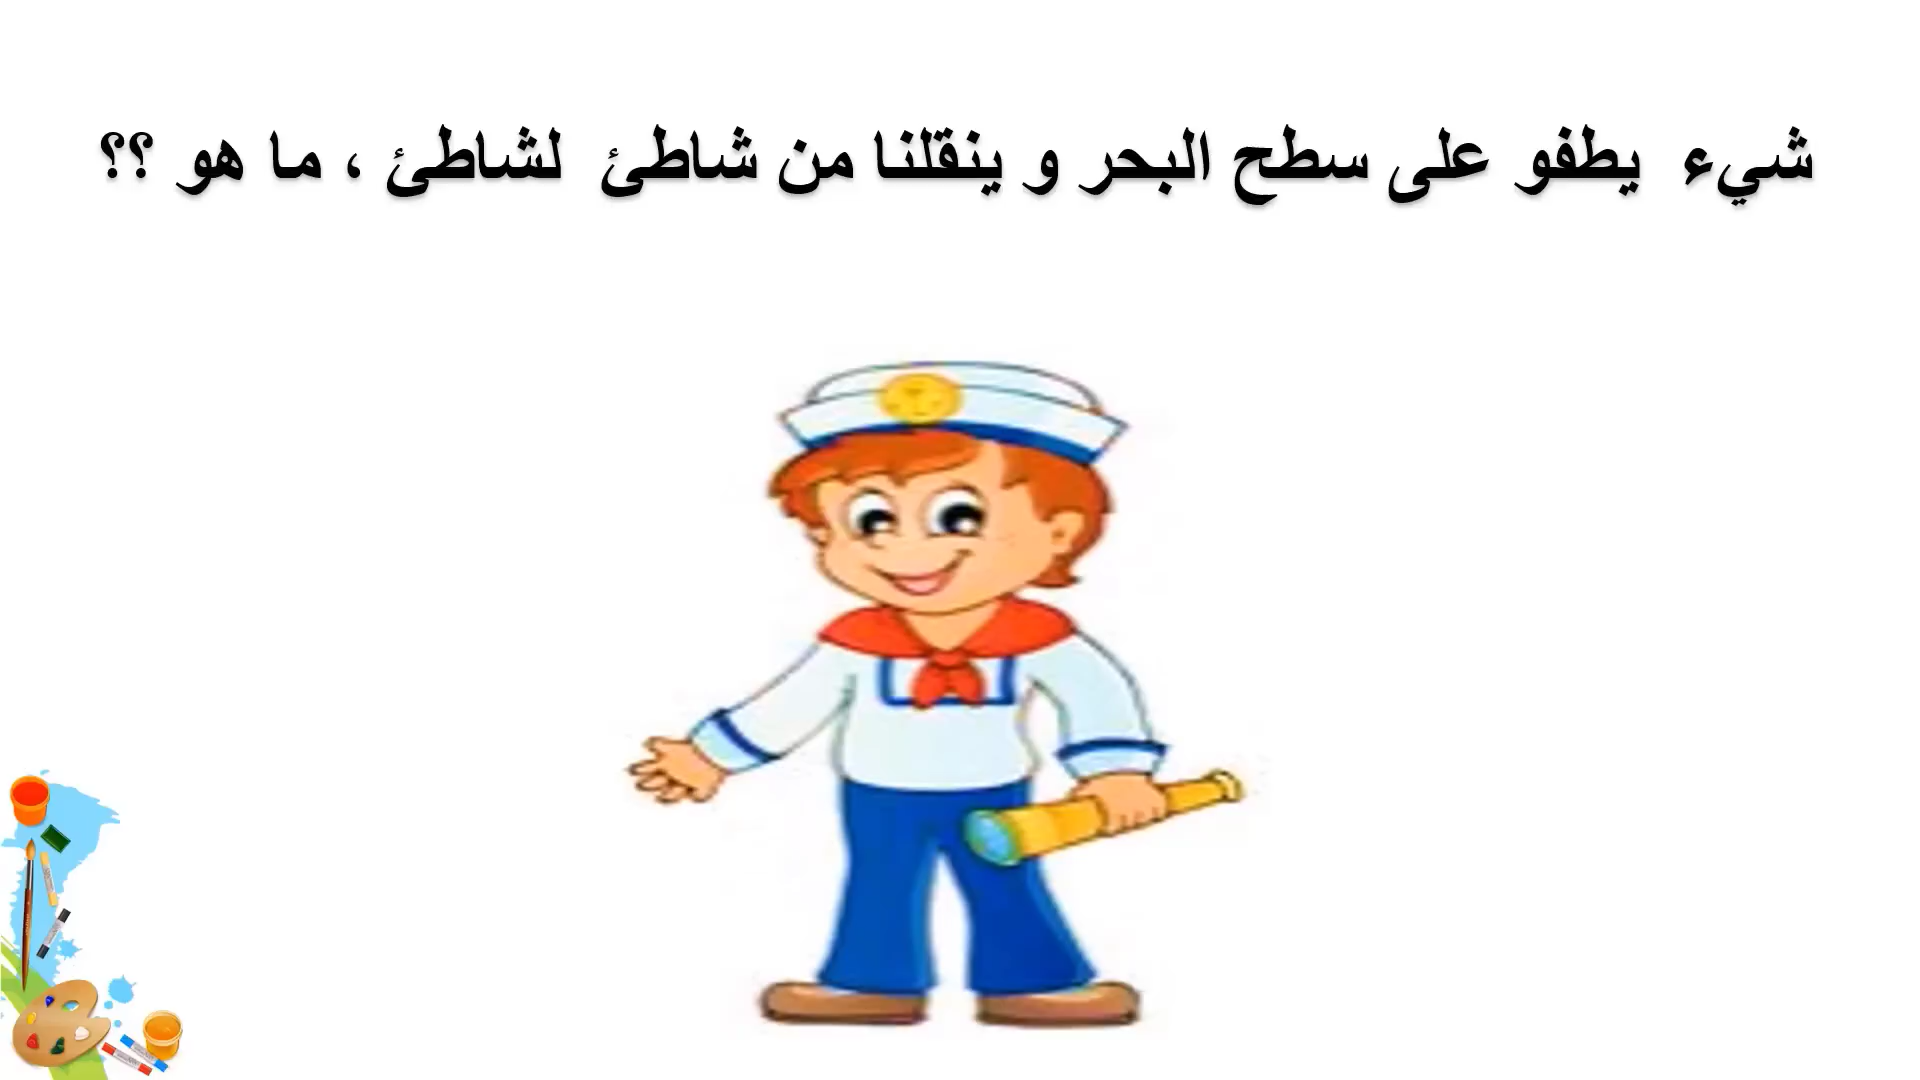 شيء يطفو على سطح البحر و ينقلنا من شاطئ لشاطئ ، ما هو ؟؟